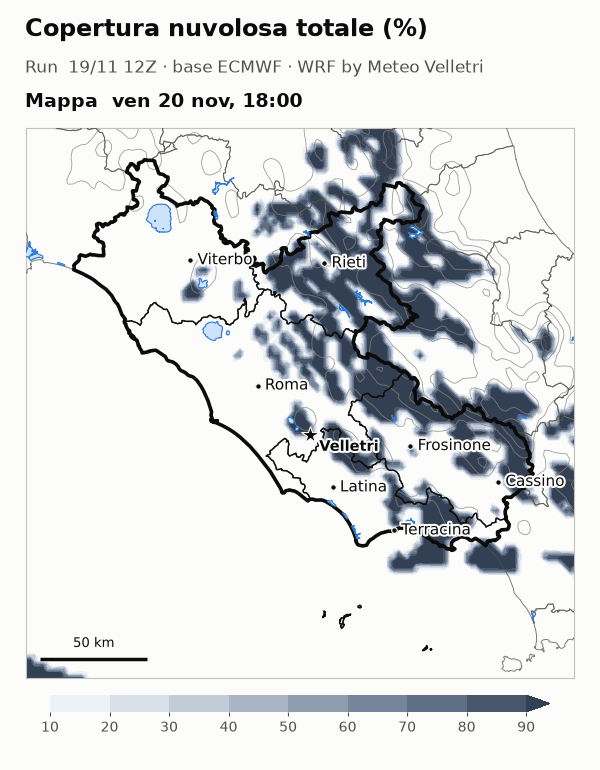 Copertura nuvolosa totale (%)
Run  19/11 12Z · base ECMWF · WRF by Meteo Velletri
Mappa  ven 20 nov, 18:00
Viterbo
Rieti
Roma
Velletri
Frosinone
Latina
Cassino
Terracina
50 km
10 20 30 40 50 60 70 80 90